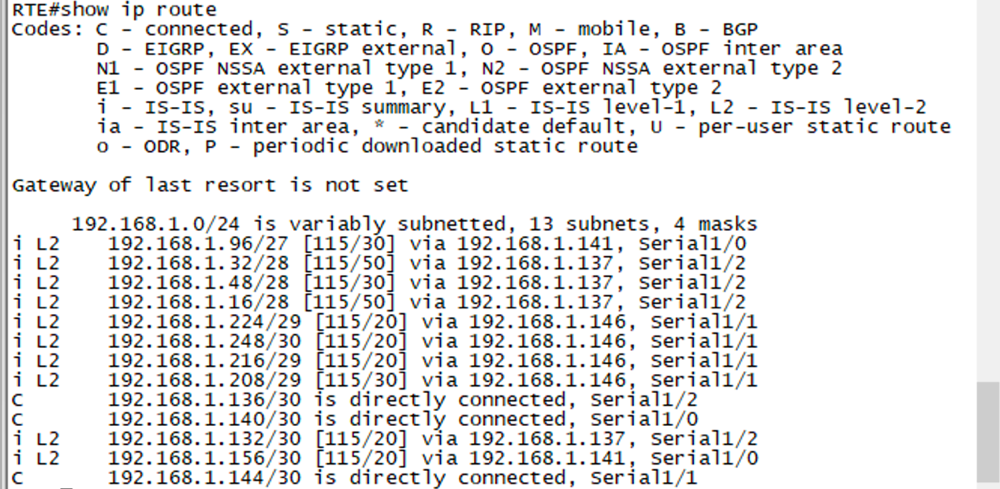 RTE#show ip route
Codes: C - connected, S - static, R - RIP, M - mobile, B - BGP
D - EIGRP, EX - EIGRP external, O - OSPF, IA - OSPF inter area
N1 - OSPF NSSA external type 1, N2 - OSPF NSSA external type 2
E1 - OSPF external type 1, E2 - OSPF external type 2
i - IS-IS, su - IS-IS summary, L1 - IS-IS level-1, L2 - IS-IS level-2
ia - IS-IS inter area, * - candidate default, U - per-user static route
o - ODR, P - periodic downloaded static route
Gateway of last resort is not set
192.168.1.0/24 is variably subnetted, 13 subnets, 4 masks
i L2 192.168.1.96/27 [115/30] via 192.168.1.141, Serial1/0
i L2 192.168.1.32/28 [115/50] via 192.168.1.137, Serial1/2
i L2 192.168.1.48/28 [115/30] via 192.168.1.137, Serial1/2
i L2 192.168.1.16/28 [115/50] via 192.168.1.137, Serial1/2
i L2 192.168.1.224/29 [115/20] via 192.168.1.146, Serial1/1
i L2 192.168.1.248/30 [115/20] via 192.168.1.146, Serial1/1
i L2 192.168.1.216/29 [115/20] via 192.168.1.146, Serial1/1
i L2 192.168.1.208/29 [115/30] via 192.168.1.146, Serial1/1
C 192.168.1.136/30 is directly connected, Serial1/2
C 192.168.1.140/30 is directly connected, Serial1/0
i L2 192.168.1.132/30 [115/20] via 192.168.1.137, Serial1/2
i L2 192.168.1.156/30 [115/20] via 192.168.1.141, Serial1/0
C 192.168.1.144/30 is directly connected, Serial1/1